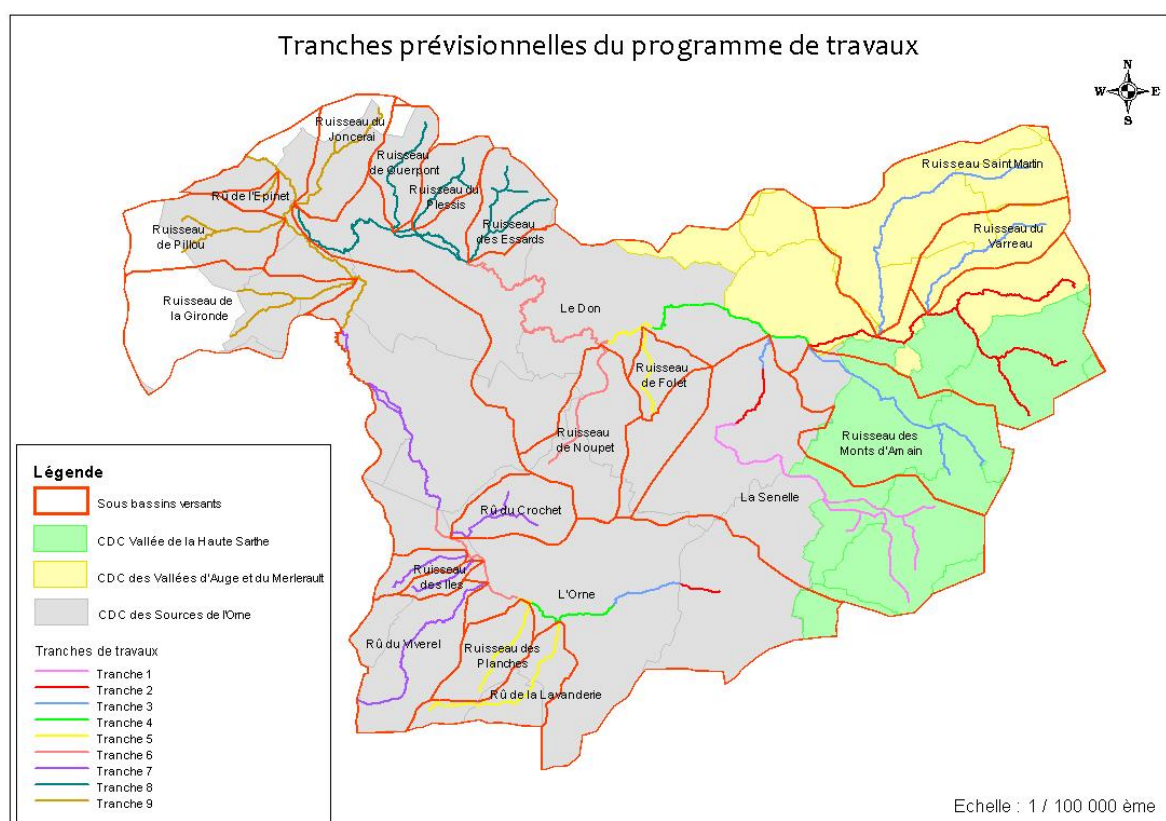 Tranches prévisionnelles du programme de travaux
N
W E
S
Ruisseau du
Joncerai
Ruisseau
de Guerpont
Ruisseau du
Plessis
Ruisseau
des Essards
Rû de l'Epinet
Ruisseau
de Pillou
Ruisseau de
la Gironde
Ruisseau Saint Martin
Ruisseau du
Varreau
Le Don
Ruisseau
de Folet
Ruisseau
de Noupet
Ruisseau des
Monts d'Amain
La Senelle
Rû du Crochet
Ruisseau
des Iles
L'Orne
Rû du Viverel
Ruisseau des
Planches
Rû de la Lavanderie
Légende
Sous bassins versants
CDC Vallée de la Haute Sarthe
CDC des Vallées d'Auge et du Merlerault
CDC des Sources de l'Orne
Tranches de travaux
Tranche 1
Tranche 2
Tranche 3
Tranche 4
Tranche 5
Tranche 6
Tranche 7
Tranche 8
Tranche 9
Echelle : 1 / 100 000 ème